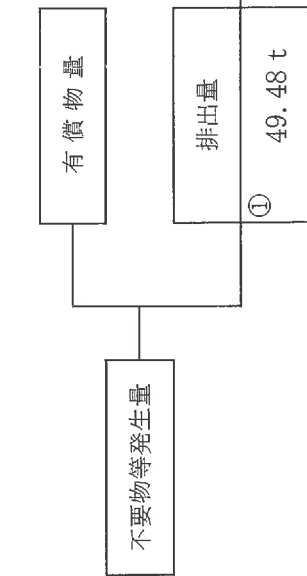 不要物等発生量
有償物量
排出量
①
49.48 t